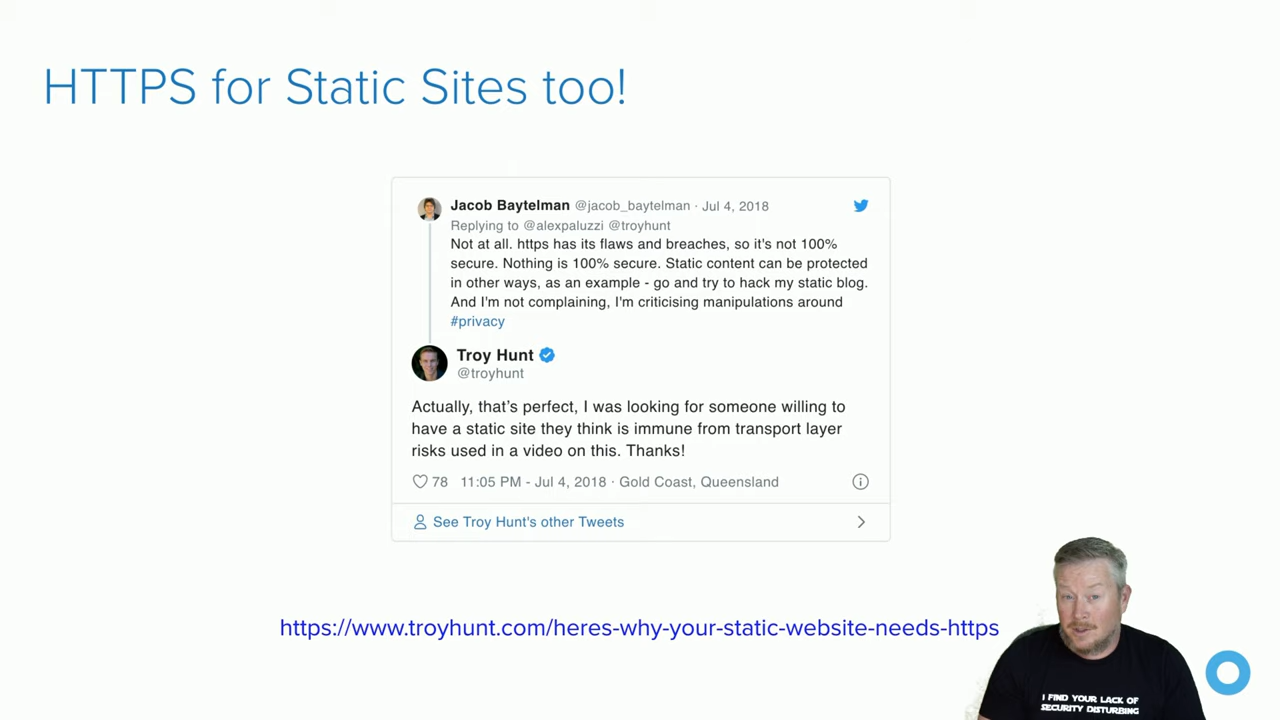 HTTPS for Static Sites too!
Jacob Baytelman @jacob_baytelman · Jul 4, 2018
Replying to @alexpaluzzi @troyhunt
Not at all. https has its flaws and breaches, so it's not 100%
secure. Nothing is 100% secure. Static content can be protected
in other ways, as an example - go and try to hack my static blog.
And I'm not complaining, I'm criticising manipulations around
#privacy
Troy Hunt
@troyhunt
Actually, that's perfect, I was looking for someone willing to
have a static site they think is immune from transport layer
risks used in a video on this. Thanks!
78 11:05 PM - Jul 4, 2018 · Gold Coast, Queensland
See Troy Hunt's other Tweets
https://www.troyhunt.com/heres-why-your-static-website-needs-https
I FIND YOUR LACK OF
SECURITY DISTURBING